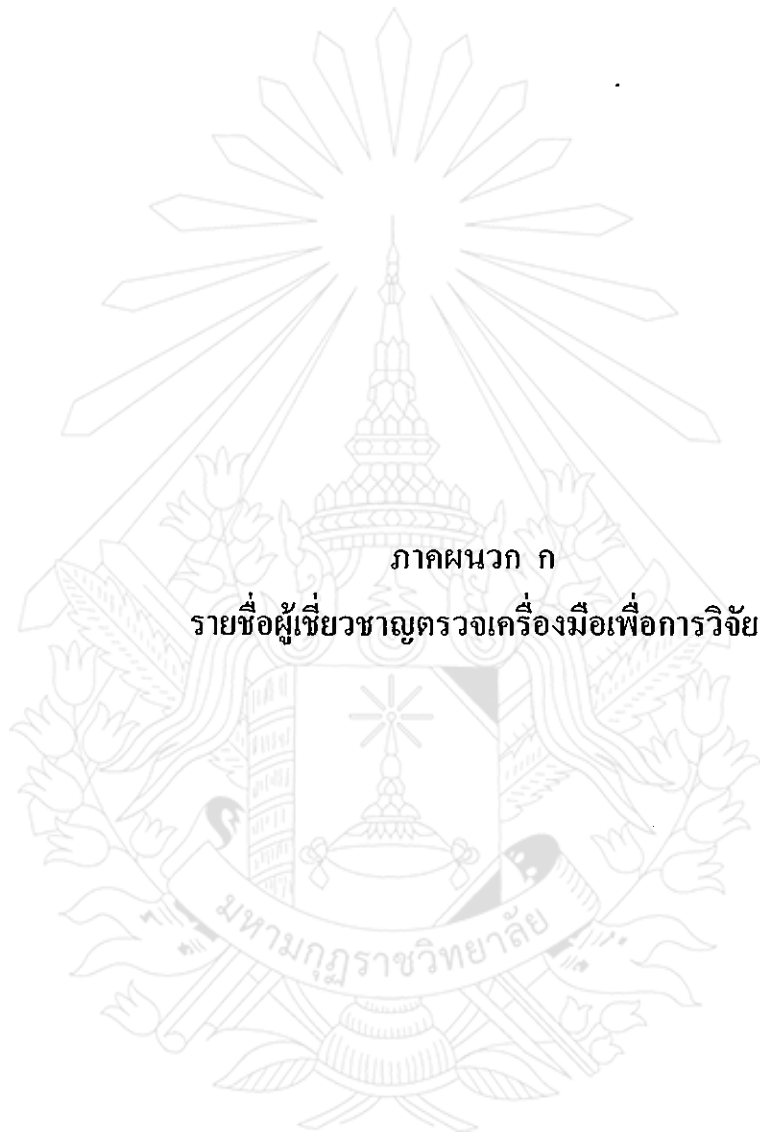 ภาคผนวก ก
รายชื่อผู้เชี่ยวชาญตรวจเครื่องมือเพื่อการวิจัย
มหามกุฏราชวิทยาลัย